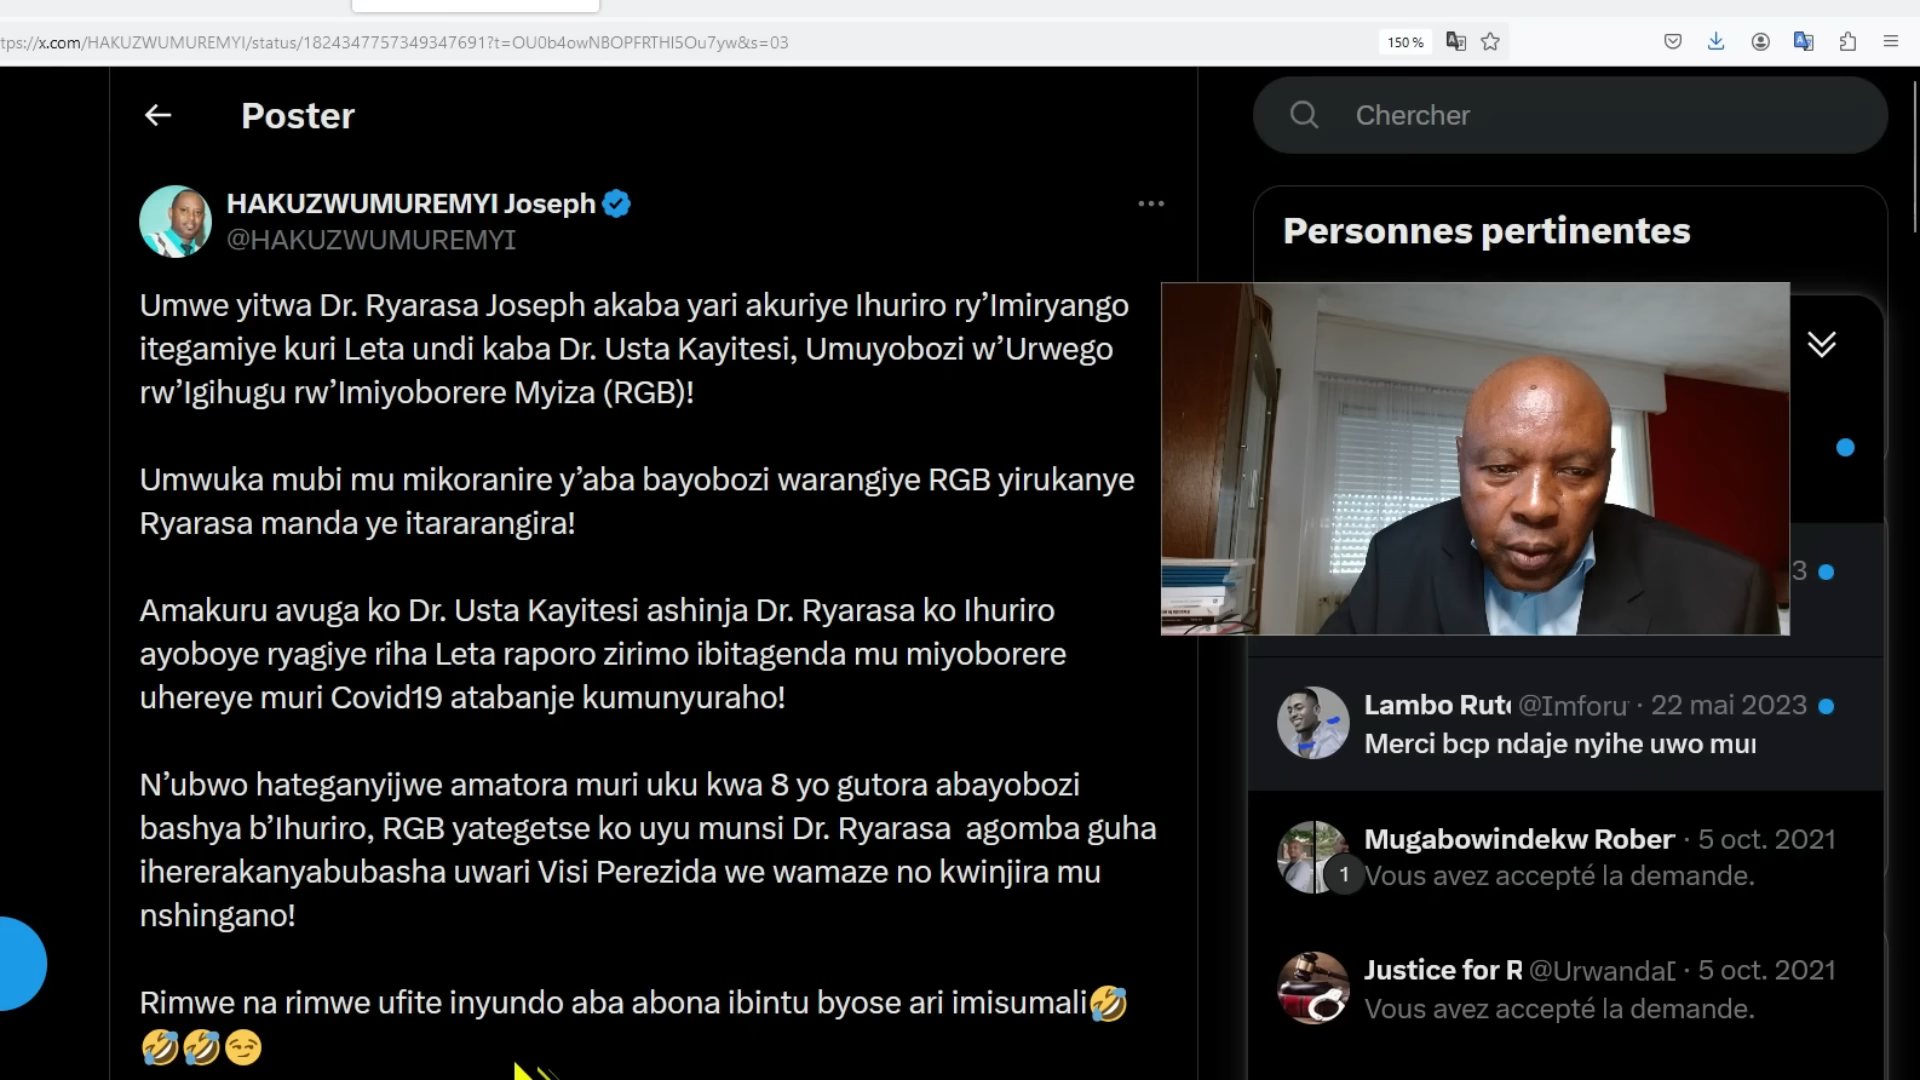 tps://x.com/HAKUZWUMUREMYI/status/1824347757349347691?t=OU0b4owNBOPFRTHI5Ou7yw&s=03
150 %
Poster
Chercher
HAKUZWUMUREMYI Joseph
@HAKUZWUMUREMYI
Personnes pertinentes
Umwe yitwa Dr. Ryarasa Joseph akaba yari akuriye Ihuriro ry’Imiryango
itegamiye kuri Leta undi kaba Dr. Usta Kayitesi, Umuyobozi w’Urwego
rw’Igihugu rw’Imiyoborere Myiza (RGB)!
Umwuka mubi mu mikoranire y’aba bayobozi warangiye RGB yirukanye
Ryarasa manda ye itararangira!
Amakuru avuga ko Dr. Usta Kayitesi ashinja Dr. Ryarasa ko Ihuriro
ayoboye ryagiye riha Leta raporo zirimo ibitagenda mu miyoborere
uhereye muri Covid19 atabanje kumunyuraho!
N’ubwo hateganyijwe amatora muri uku kwa 8 yo gutora abayobozi
bashya b’Ihuriro, RGB yategetse ko uyu munsi Dr. Ryarasa agomba guha
ihererakanyabubasha uwari Visi Perezida we wamaze no kwinjira mu
nshingano!
Rimwe na rimwe ufite inyundo aba abona ibintu byose ari imisumali🤣
🤣🤣😏
3
Lambo Rut @Imforu · 22 mai 2023
Merci bcp ndaje nyihe uwo
Mugabowindekw Rober · 5 oct. 2021
1
Vous avez accepté la demande.
Justice for R @Urwanda · 5 oct. 2021
Vous avez accepté la demande.